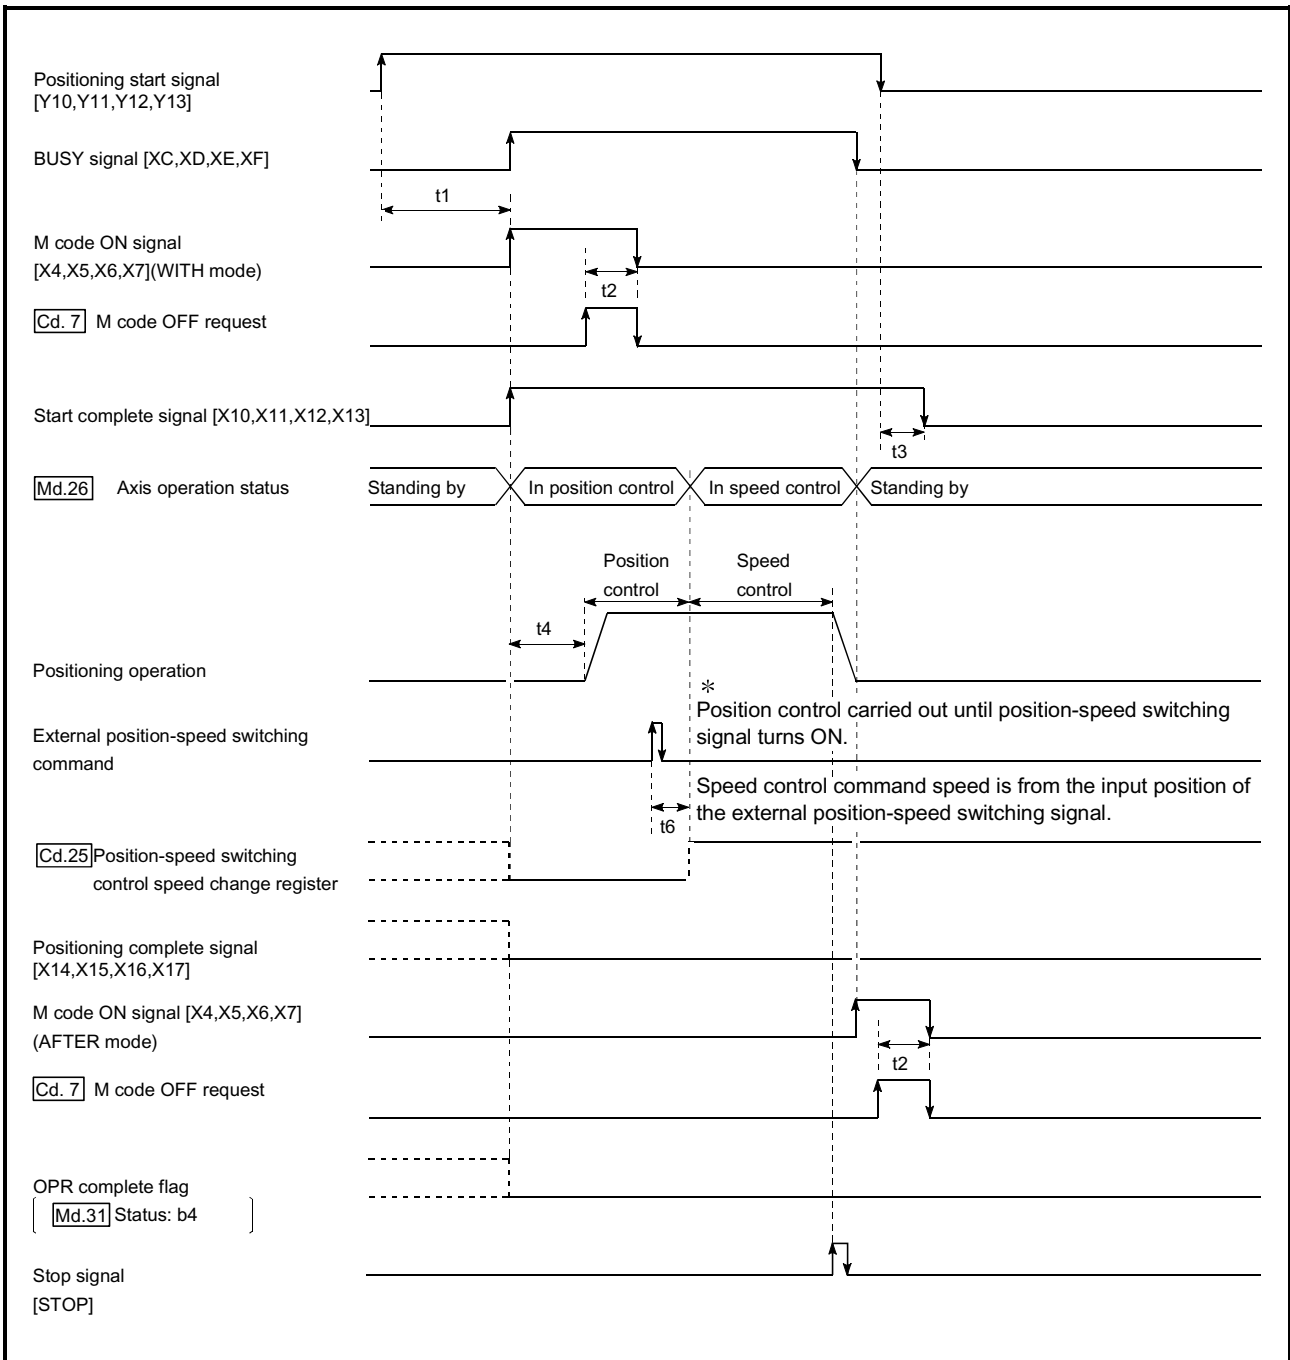 Positioning start signal
[Y10,Y11,Y12,Y13]
BUSY signal [XC,XD,XE,XF]
t1
M code ON signal
[X4,X5,X6,X7](WITH mode)
t2
Cd. 7 M code OFF request
Start complete signal [X10,X11,X12,X13]
t3
Md.26 Axis operation status
Standing by
In position control
In speed control
Standing by
Position control
Speed control
t4
Positioning operation
*
Position control carried out until position-speed switching
signal turns ON.
External position-speed switching
command
Speed control command speed is from the input position of
the external position-speed switching signal.
t6
Cd.25 Position-speed switching
control speed change register
Positioning complete signal
[X14,X15,X16,X17]
M code ON signal [X4,X5,X6,X7]
(AFTER mode)
t2
Cd. 7 M code OFF request
OPR complete flag
Md.31 Status: b4
Stop signal
[STOP]